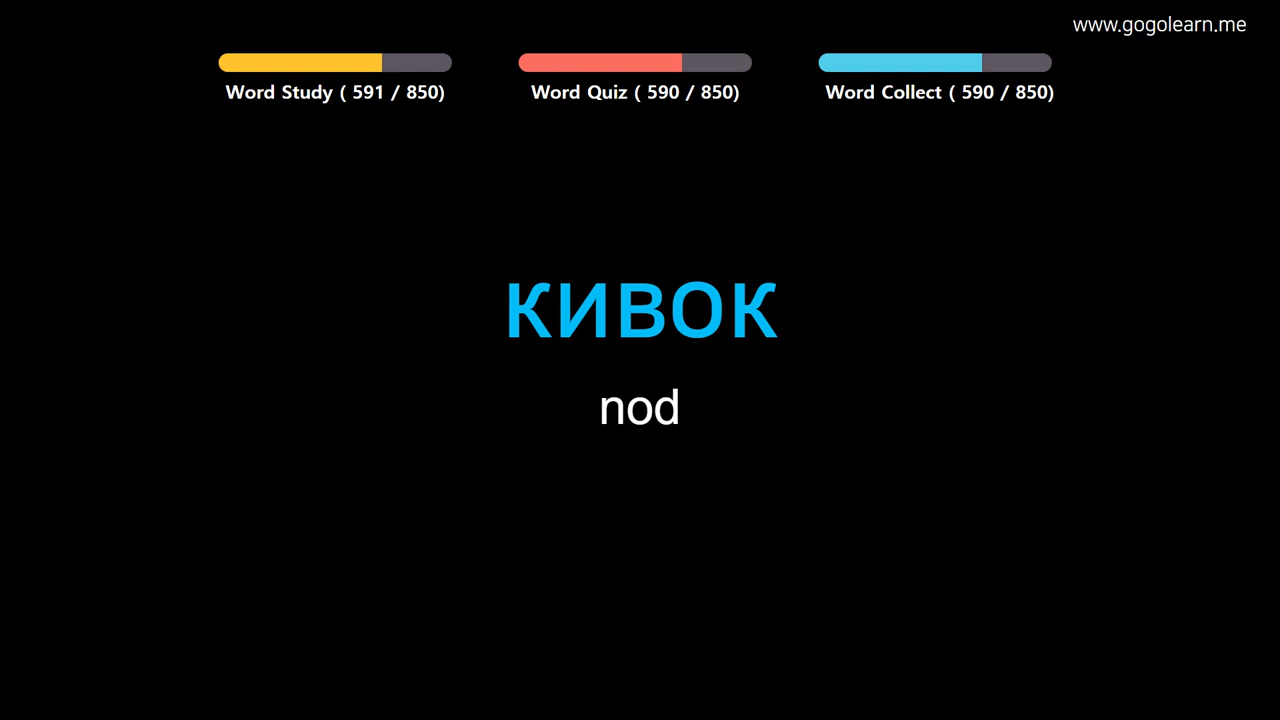 www.gogolearn.me
Word Study ( 591 / 850) Word Quiz ( 590 / 850) Word Collect ( 590 / 850)
кивок
nod